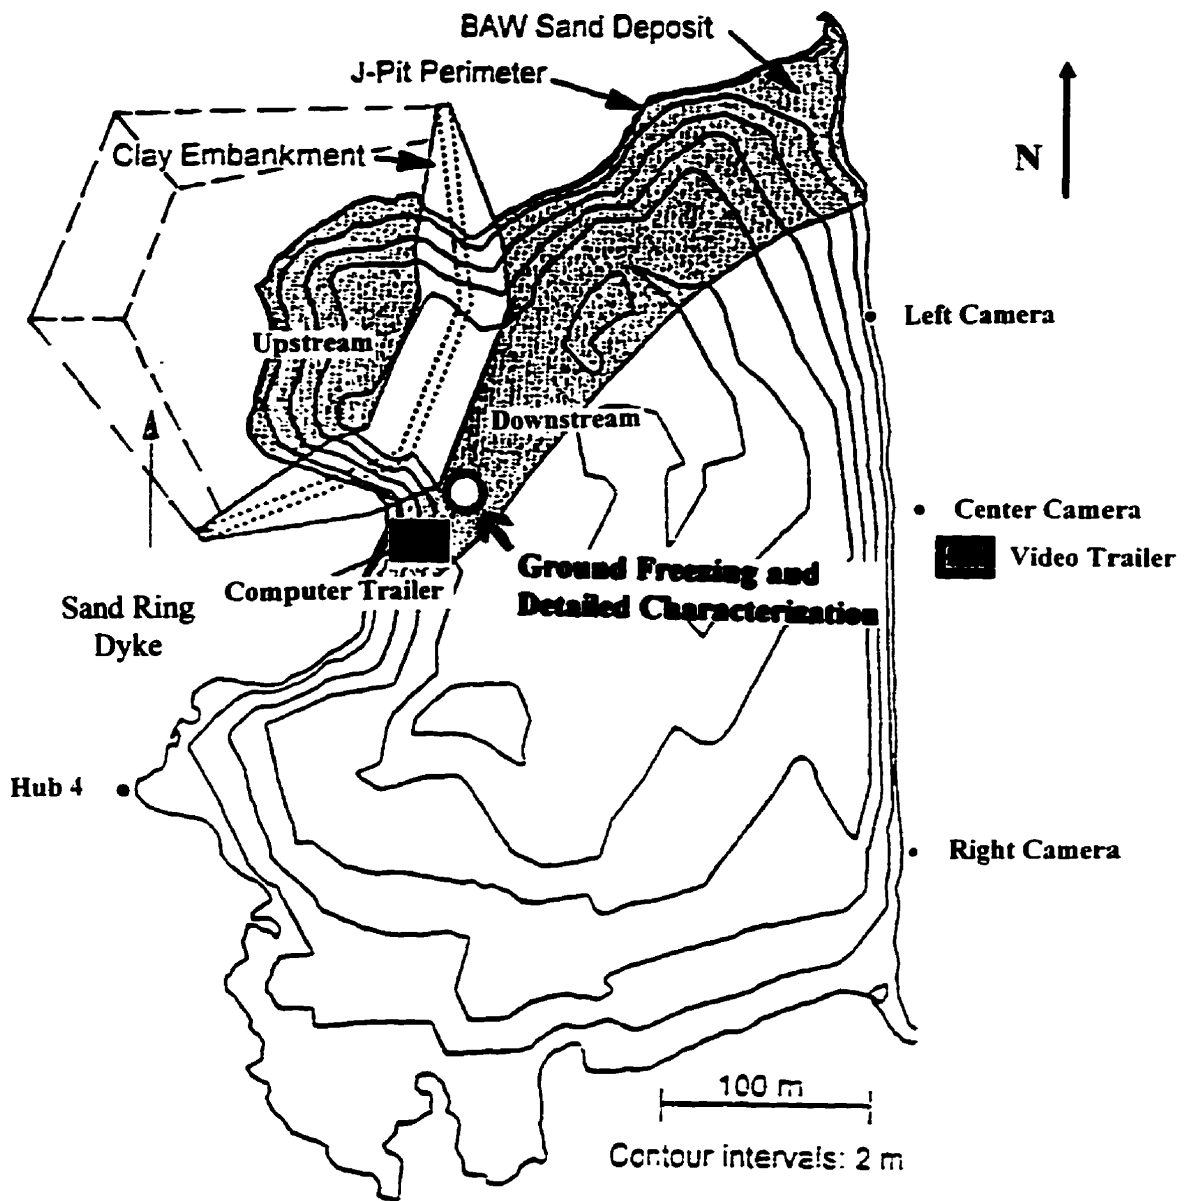 BAW Sand Deposit
J-Pit Perimeter
N
Clay Embankment
Left Camera
Upstream
Downstream
Center Camera
Video Trailer
Ground Freezing and
Detailed Characterization
Computer Trailer
Sand Ring
Dyke
Hub 4
Right Camera
100 m
Contour intervals: 2 m